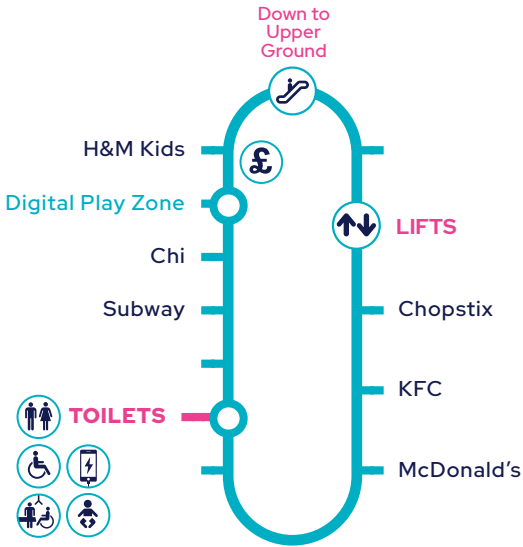 Down to
Upper
Ground
H&M Kids
£
Digital Play Zone
LIFTS
Chi
Subway
Chopstix
KFC
TOILETS
McDonald's